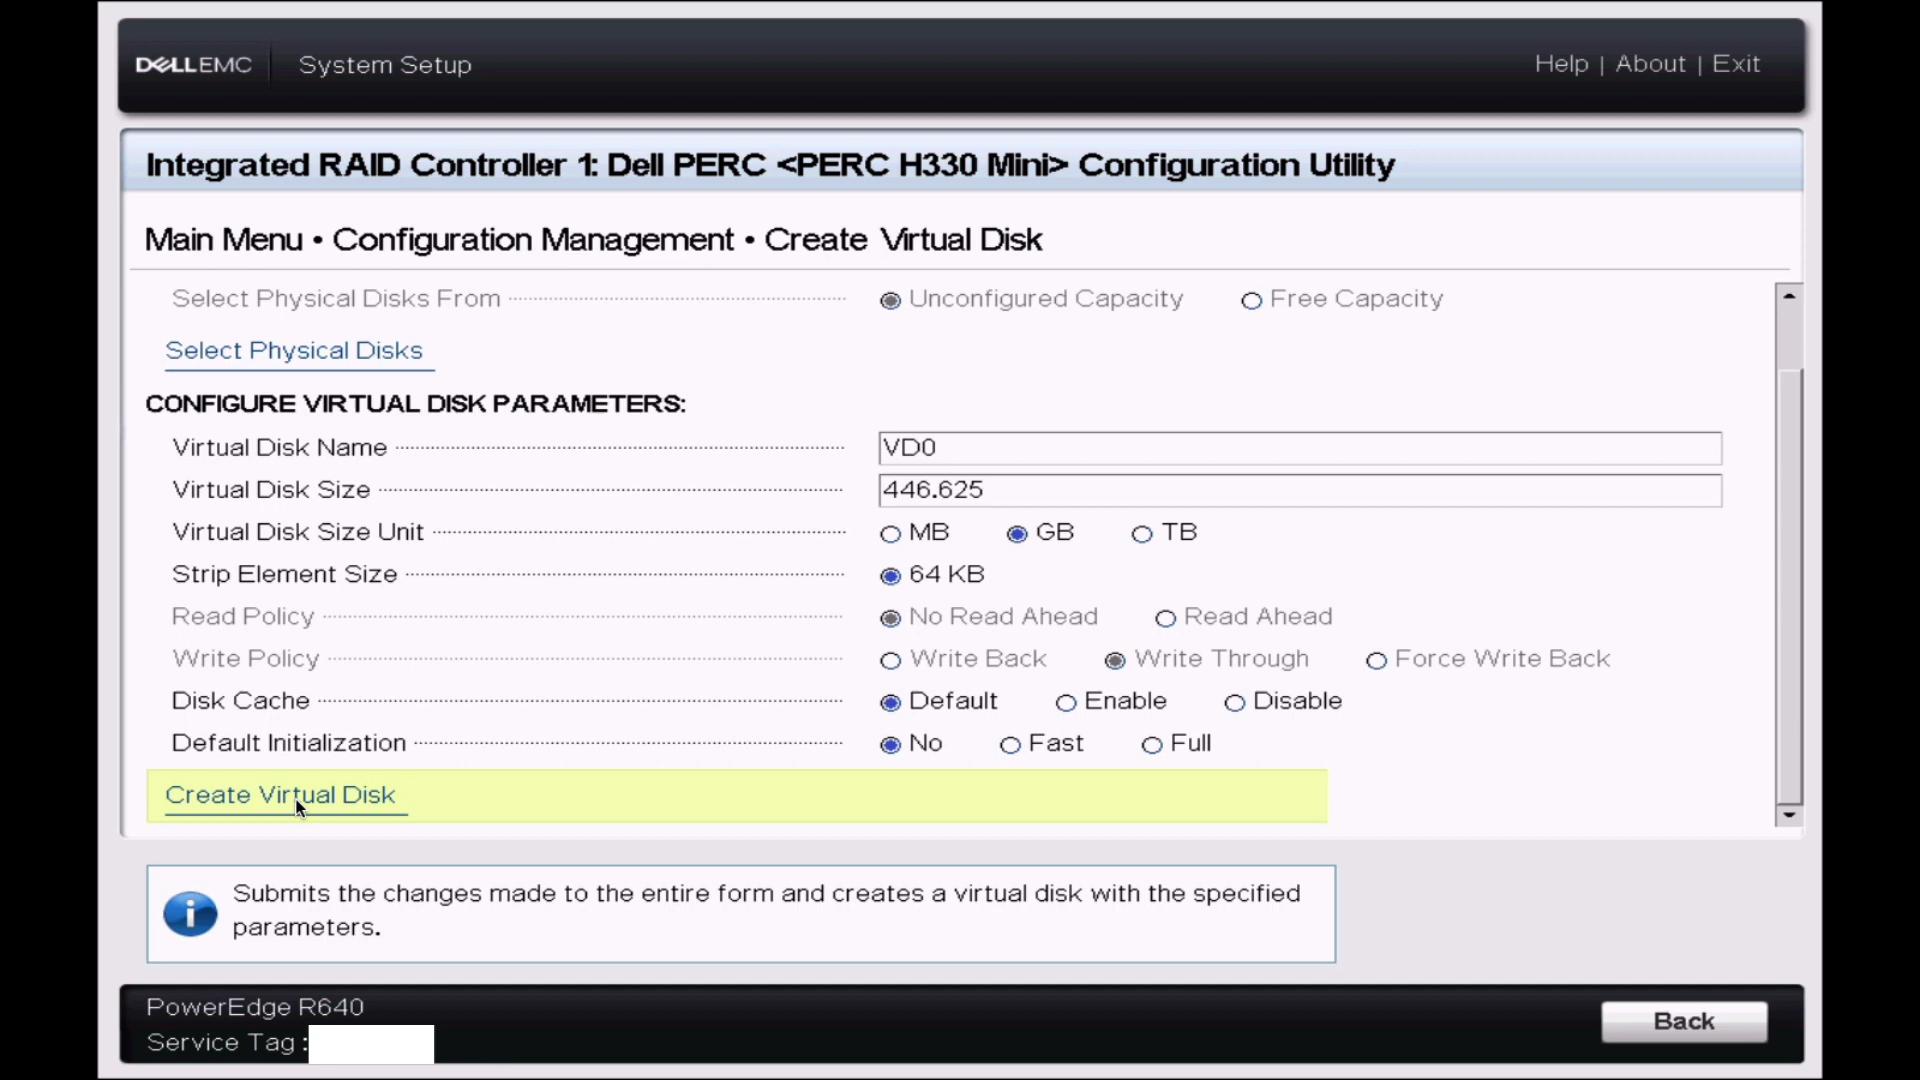 DELLEMC System Setup Help | About | Exit
Integrated RAID Controller 1: Dell PERC <PERC H330 Mini> Configuration Utility
Main Menu • Configuration Management • Create Virtual Disk
Select Physical Disks From Unconfigured Capacity Free Capacity
Select Physical Disks
CONFIGURE VIRTUAL DISK PARAMETERS:
Virtual Disk Name VD0
Virtual Disk Size 446.625
Virtual Disk Size Unit MB GB TB
Strip Element Size 64 KB
Read Policy No Read Ahead Read Ahead
Write Policy Write Back Write Through Force Write Back
Disk Cache Default Enable Disable
Default Initialization No Fast Full
Create Virtual Disk
Submits the changes made to the entire form and creates a virtual disk with the specified
parameters.
PowerEdge R640
Service Tag :
Back